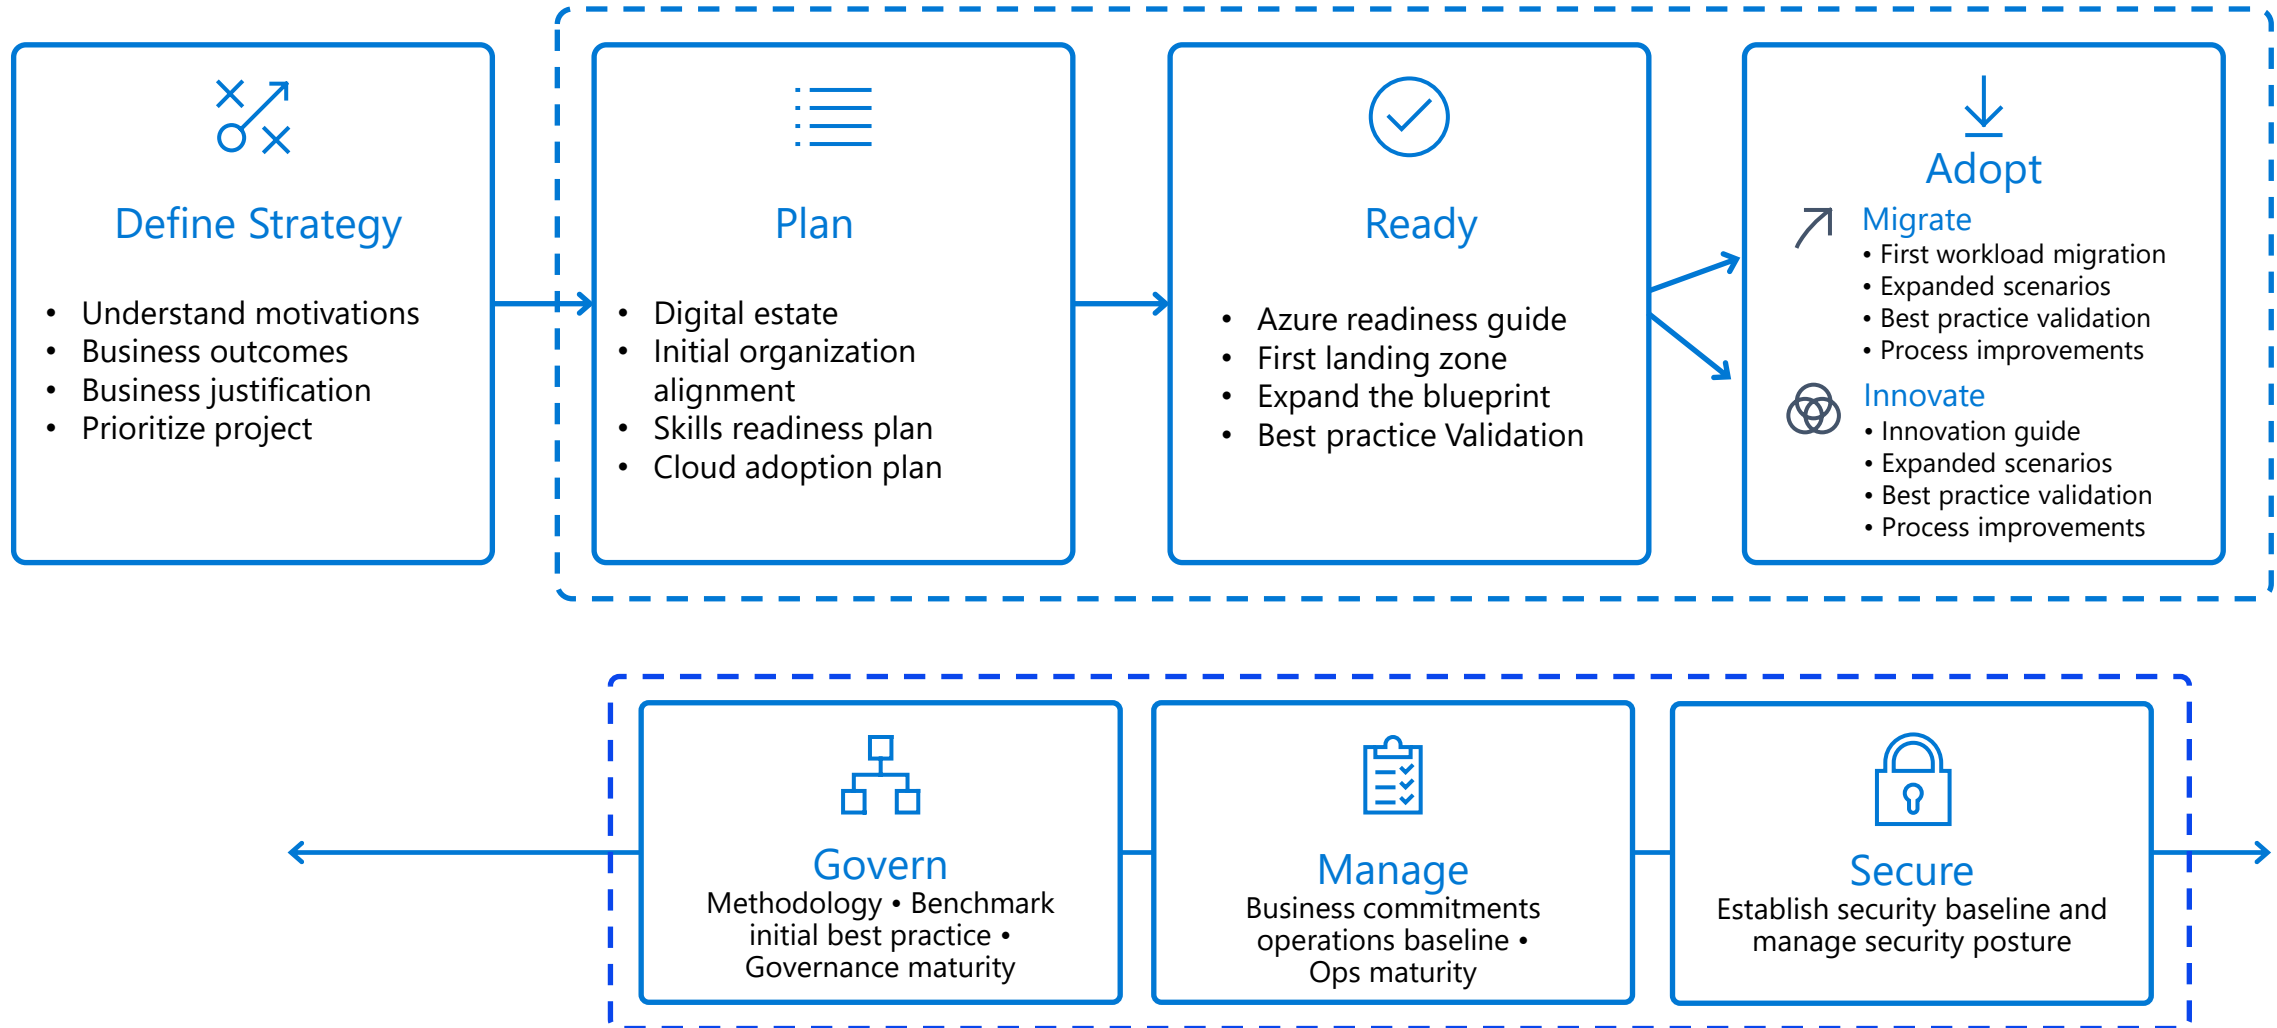 Define Strategy
• Understand motivations
• Business outcomes
• Business justification
• Prioritize project
Plan
• Digital estate
• Initial organization
alignment
• Skills readiness plan
• Cloud adoption plan
Ready
• Azure readiness guide
• First landing zone
• Expand the blueprint
• Best practice Validation
Adopt
Migrate
• First workload migration
• Expanded scenarios
• Best practice validation
• Process improvements
Innovate
• Innovation guide
• Expanded scenarios
• Best practice validation
• Process improvements
Govern
Methodology • Benchmark
initial best practice •
Governance maturity
Manage
Business commitments
operations baseline •
Ops maturity
Secure
Establish security baseline and
manage security posture